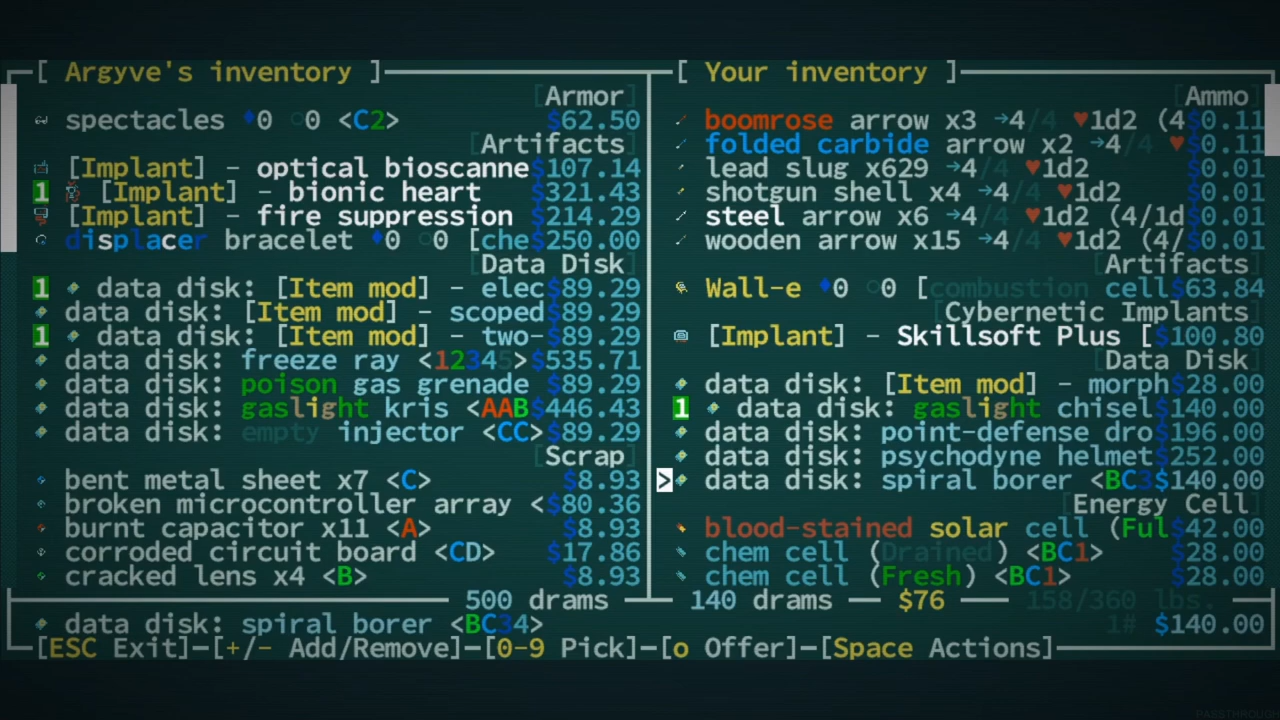 [ Argyve's inventory ]
[Armor]
spectacles ♦0 ○0 <C2> $62.50
[Artifacts]
[Implant] - optical bioscanne $107.14
1 [Implant] - bionic heart $321.43
[Implant] - fire suppression $214.29
displacer bracelet ♦0 ○0 [che $250.00
[Data Disk]
1 data disk: [Item mod] - elec $89.29
data disk: [Item mod] - scoped $89.29
1 data disk: [Item mod] - two- $89.29
data disk: freeze ray <12345> $535.71
data disk: poison gas grenade $89.29
data disk: gaslight kris <AAB $446.43
data disk: empty injector <CC> $89.29
[Scrap]
bent metal sheet x7 <C> $8.93
broken microcontroller array < $80.36
burnt capacitor x11 <A> $8.93
corroded circuit board <CD> $17.86
cracked lens x4 <B> $8.93
[ Your inventory ]
[Ammo]
boomrose arrow x3 →4/4 ♥1d2 (4 $0.11
folded carbide arrow x2 →4/4 ♥ $0.11
lead slug x629 →4/4 ♥1d2 $0.01
shotgun shell x4 →4/4 ♥1d2 $0.01
steel arrow x6 →4/4 ♥1d2 (4/1d $0.01
wooden arrow x15 →4/4 ♥1d2 (4/ $0.01
[Artifacts]
Wall-e ♦0 ○0 [combustion cell $63.84
[Cybernetic Implants]
[Implant] - Skillsoft Plus [ $100.80
[Data Disk]
data disk: [Item mod] - morph $28.00
1 data disk: gaslight chisel $140.00
data disk: point-defense dro $196.00
data disk: psychodyne helmet $252.00
> data disk: spiral borer <BC3 $140.00
[Energy Cell]
blood-stained solar cell (Ful $42.00
chem cell (Drained) <BC1> $28.00
chem cell (Fresh) <BC1> $28.00
500 drams 140 drams $76 158/360 lbs.
data disk: spiral borer <BC34> 1# $140.00
[ESC Exit]-[+/- Add/Remove]-[0-9 Pick]-[o Offer]-[Space Actions]